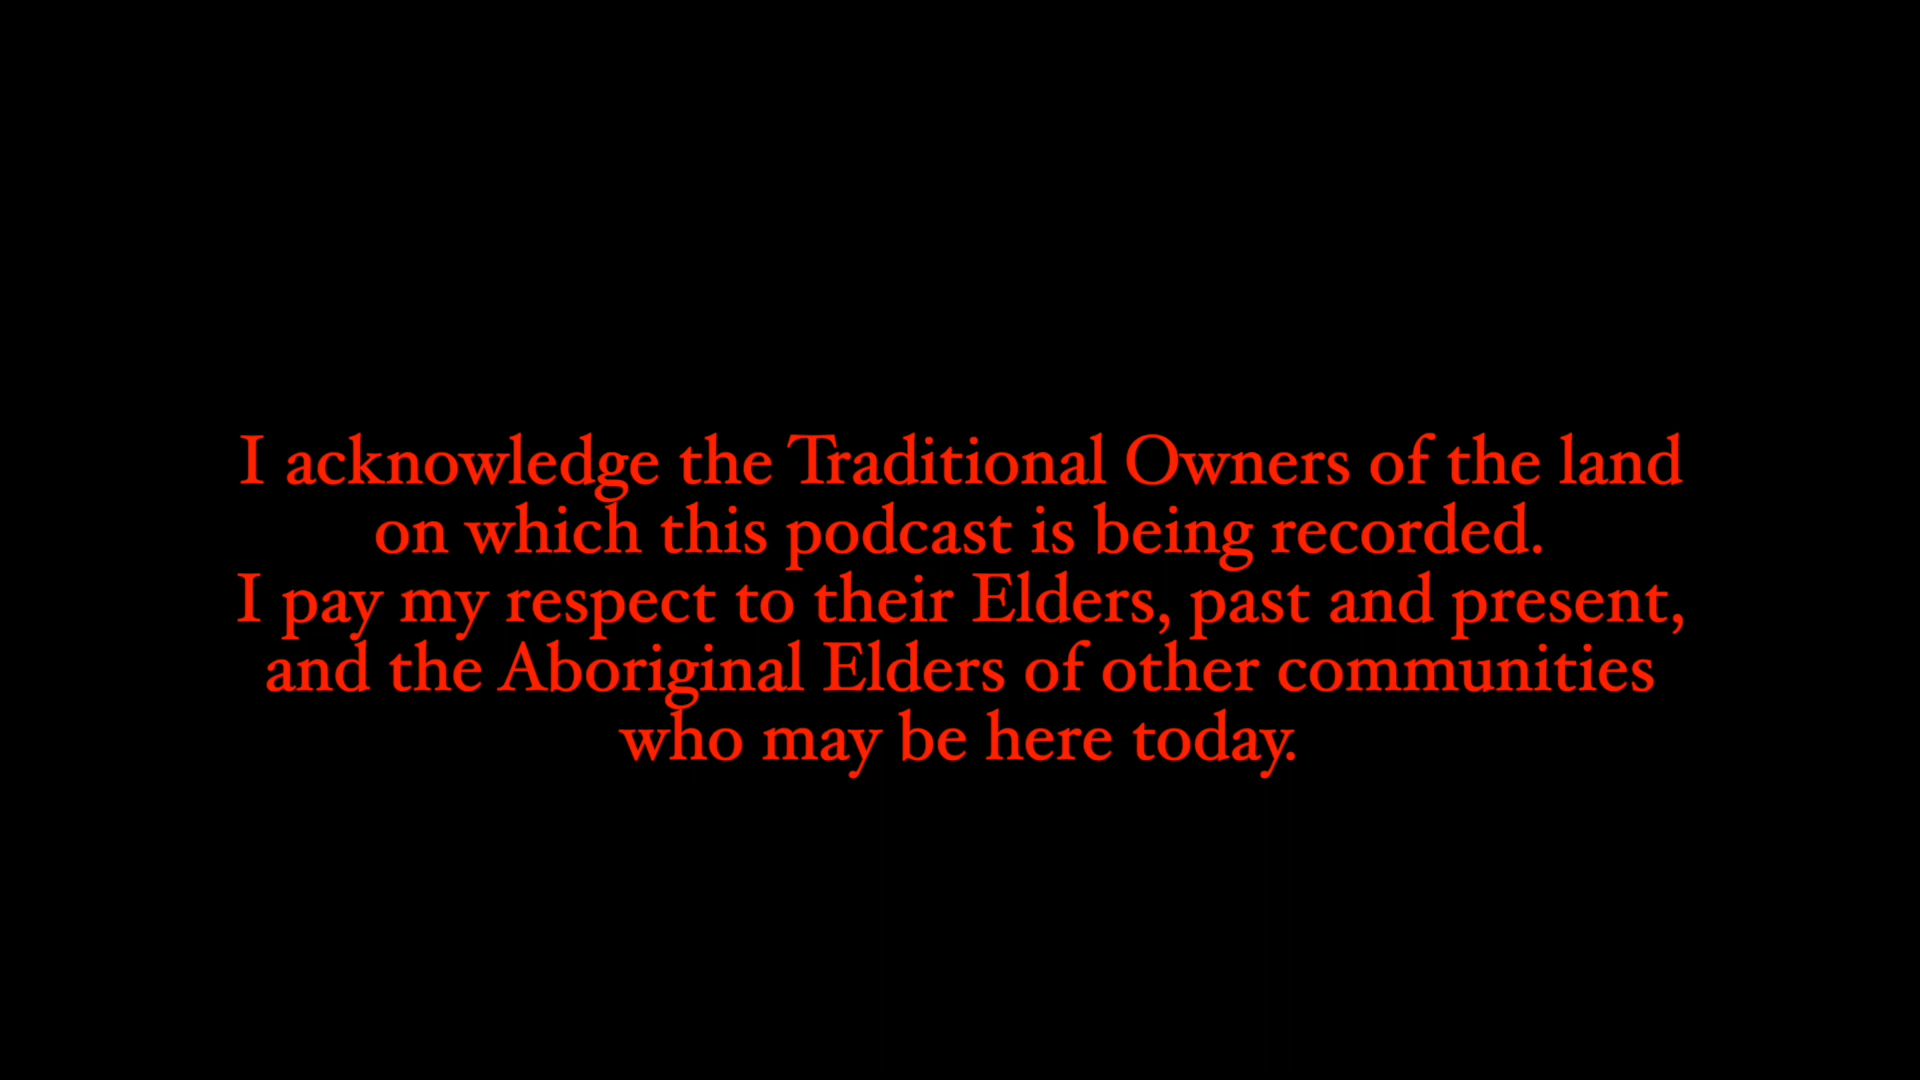 I acknowledge the Traditional Owners of the land
on which this podcast is being recorded.
I pay my respect to their Elders, past and present,
and the Aboriginal Elders of other communities
who may be here today.